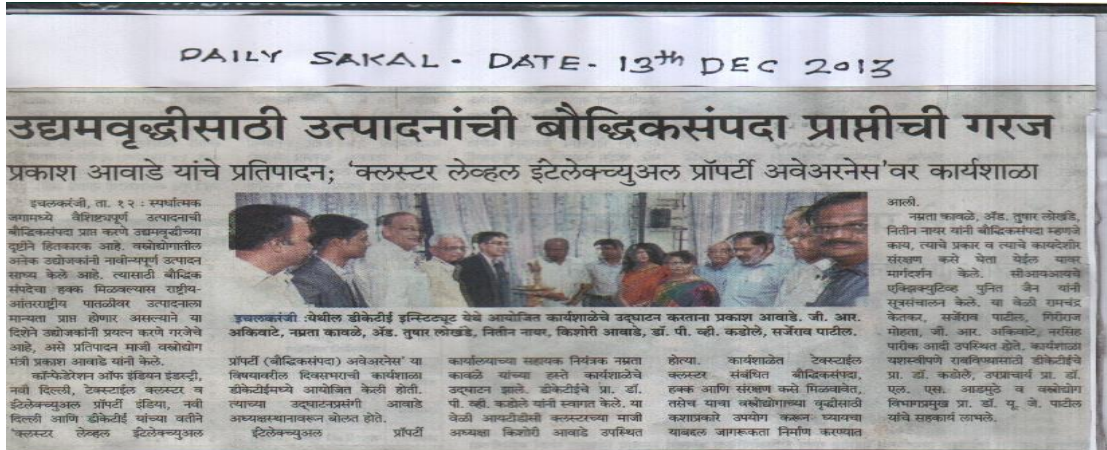 DAILY SAKAL. DATE- 13th DEC 2013
उद्यमवृद्धीसाठी उत्पादनांची बौद्धिकसंपदा प्राप्तीची गरज
प्रकाश आवाडे यांचे प्रतिपादन; 'क्लस्टर लेव्हल इंटेलेक्च्युअल प्रॉपर्टी अवेअरनेस'वर कार्यशाळा
इचलकरंजी, ता. १२ : स्पर्धात्मक
जगामध्ये वैशिष्ट्यपूर्ण उत्पादनाची
बौद्धिकसंपदा प्राप्त करणे उद्यमवृद्धीच्या
दृष्टीने हितकारक आहे. वस्त्रोद्योगातील
अनेक उद्योजकांनी नावीन्यपूर्ण उत्पादन
साध्य केले आहे. त्यासाठी बौद्धिक
संपदेचा हक्क मिळवल्यास राष्ट्रीय-
आंतरराष्ट्रीय पातळीवर उत्पादनाला
मान्यता प्राप्त होणार असल्याने या
दिशेने उद्योजकांनी प्रयत्न करणे गरजेचे
आहे, असे प्रतिपादन माजी वस्त्रोद्योग
मंत्री प्रकाश आवाडे यांनी केले.
कॉन्फेडरेशन ऑफ इंडियन इंडस्ट्री,
नवी दिल्ली, टेक्स्टाईल क्लस्टर व
इंटेलेक्च्युअल प्रॉपर्टी इंडिया, नवी
दिल्ली आणि डीकेटीई यांच्या वतीने
'क्लस्टर लेव्हल इंटेलेक्च्युअल
इचलकरंजी :येथील डीकेटीई इन्स्टिट्यूट येथे आयोजित कार्यशाळेचे उद्‌घाटन करताना प्रकाश आवाडे. जी. आर.
अकिवाटे, नम्रता कावळे, अॅड. तुषार लोखंडे, नितीन नायर, किशोरी आवाडे, डॉ. पी. व्ही. कडोले, सर्जेराव पाटील.
प्रॉपर्टी (बौद्धिकसंपदा) अवेअरनेस' या
विषयावरील दिवसभराची कार्यशाळा
डीकेटीईमध्ये आयोजित केली होती.
त्याच्या उद्‌घाटनप्रसंगी आवाडे
अध्यक्षस्थानावरून बोलत होते.
इंटेलेक्च्युअल प्रॉपर्टी
कार्यालयाच्या सहायक नियंत्रक नम्रता
कावळे यांच्या हस्ते कार्यशाळेचे
उद्‌घाटन झाले. डीकेटीईचे प्रा. डॉ.
पी. व्ही. कडोले यांनी स्वागत केले. या
वेळी आयटीडीसी क्लस्टरच्या माजी
अध्यक्षा किशोरी आवाडे उपस्थित
होत्या. कार्यशाळेत टेक्स्टाईल
क्लस्टर संबंधित बौद्धिकसंपदा,
हक्क आणि संरक्षण कसे मिळवावेत,
तसेच याचा वस्त्रोद्योगाच्या वृद्धीसाठी
कशाप्रकारे उपयोग करून घ्यायचा
याबद्दल जागरूकता निर्माण करण्यात
आली.
नम्रता कावळे, अॅड. तुषार लोखंडे,
नितीन नायर यांनी बौद्धिकसंपदा म्हणजे
काय, त्याचे प्रकार व त्याचे कायदेशीर
संरक्षण कसे घेता येईल यावर
मार्गदर्शन केले. सीआयआयचे
एक्झिक्युटिव्ह पुनित जैन यांनी
सूत्रसंचालन केले. या वेळी रामचंद्र
केतकर, सर्जेराव पाटील, गिरीराज
मोहता, जी. आर. अकिवाटे, नरसिंह
पारीक आदी उपस्थित होते. कार्यशाळा
यशस्वीपणे राबविण्यासाठी डीकेटीईचे
प्रा. डॉ. कडोले, उपप्राचार्य प्रा. डॉ.
एल. एस. आडमुठे व वस्त्रोद्योग
विभागप्रमुख प्रा. डॉ. यू. जे. पाटील
यांचे सहकार्य लाभले.